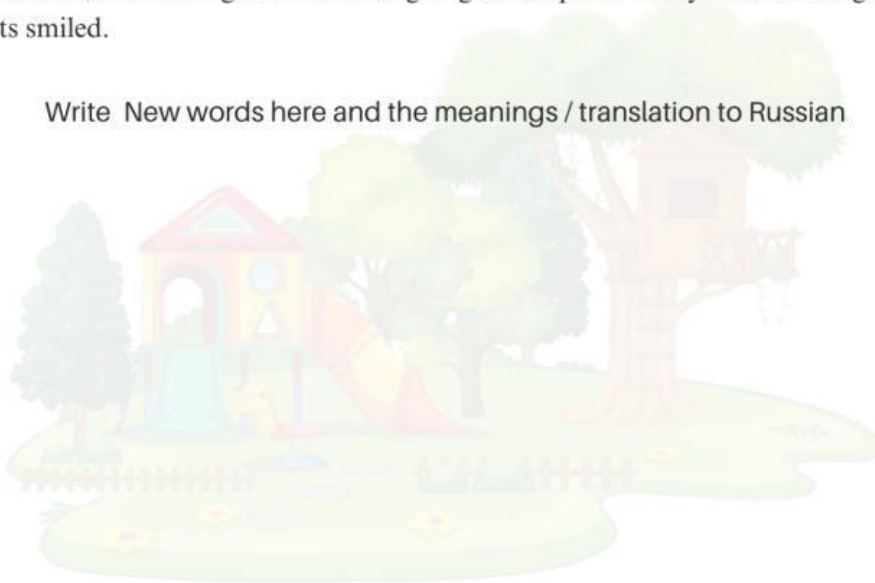 ts smiled.
Write New words here and the meanings / translation to Russian